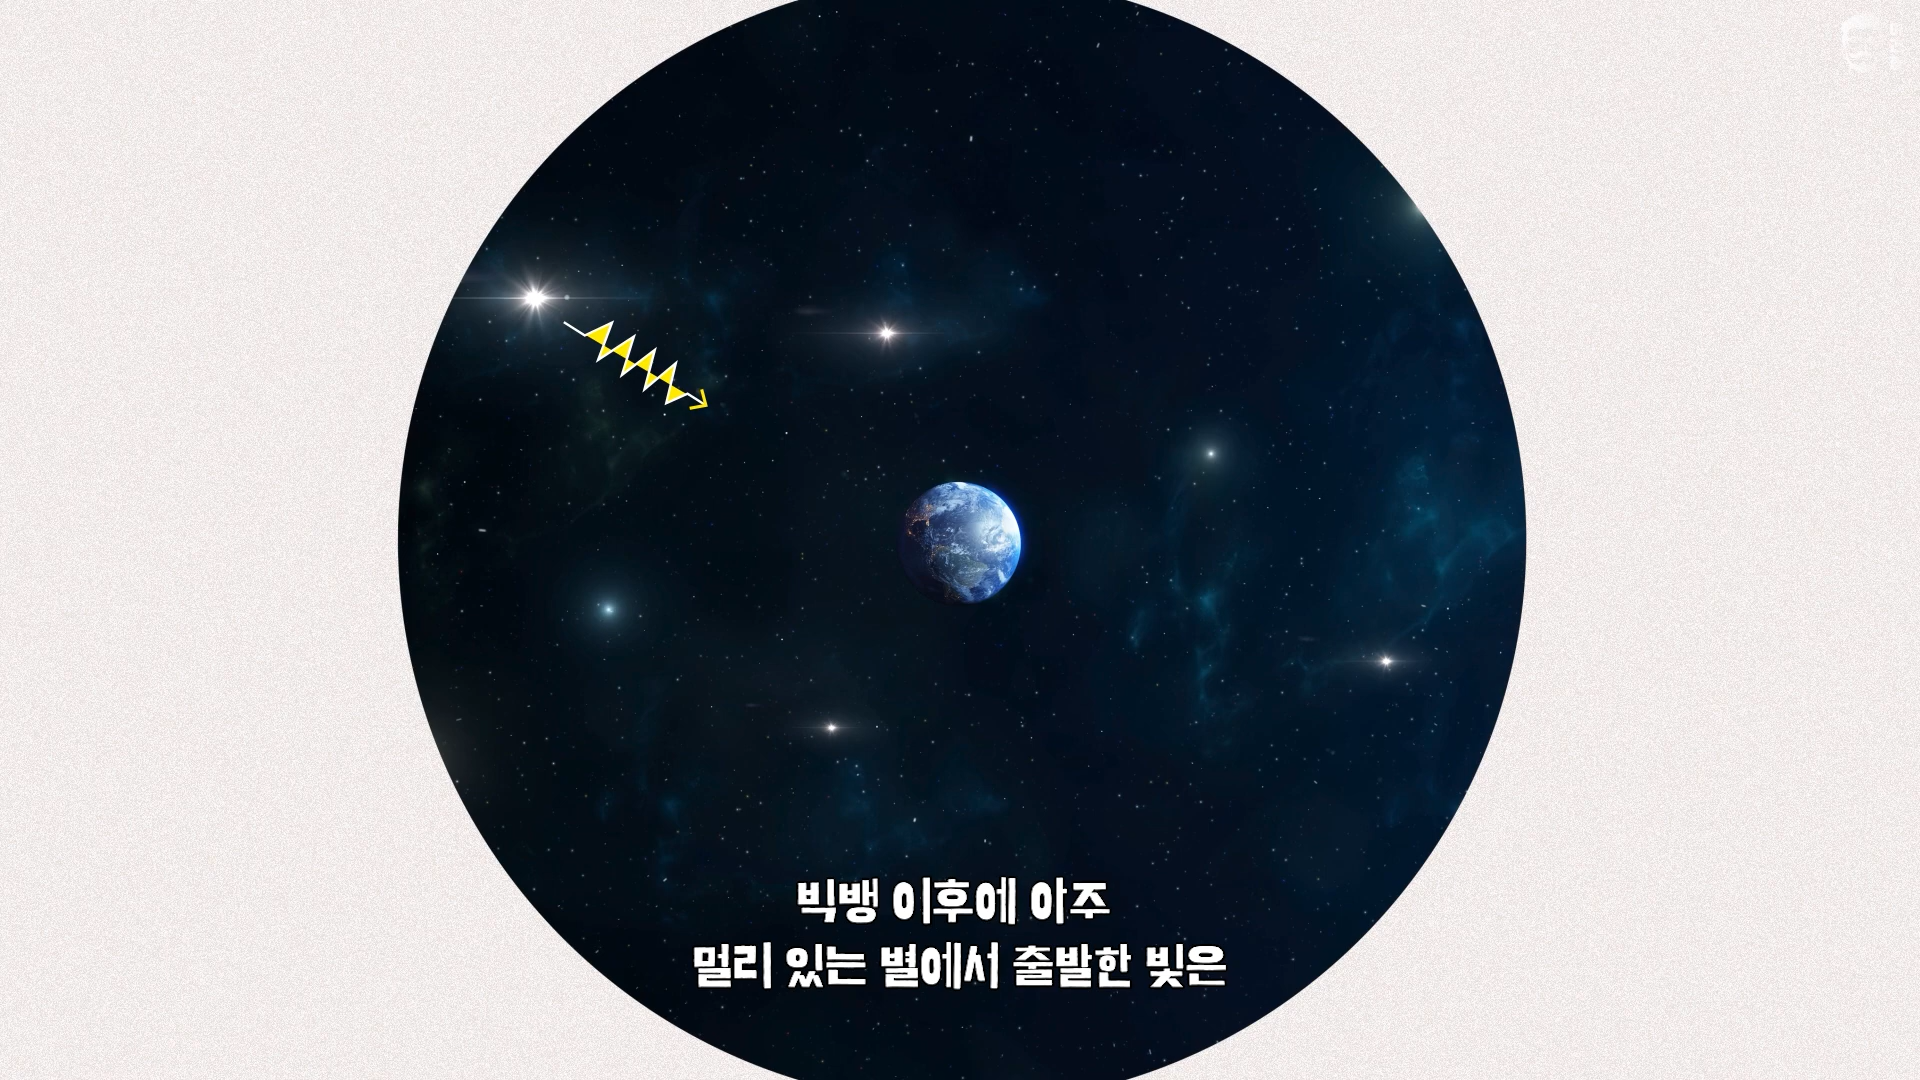 빅뱅 이후에 아주
멀리 있는 별에서 출발한 빛은